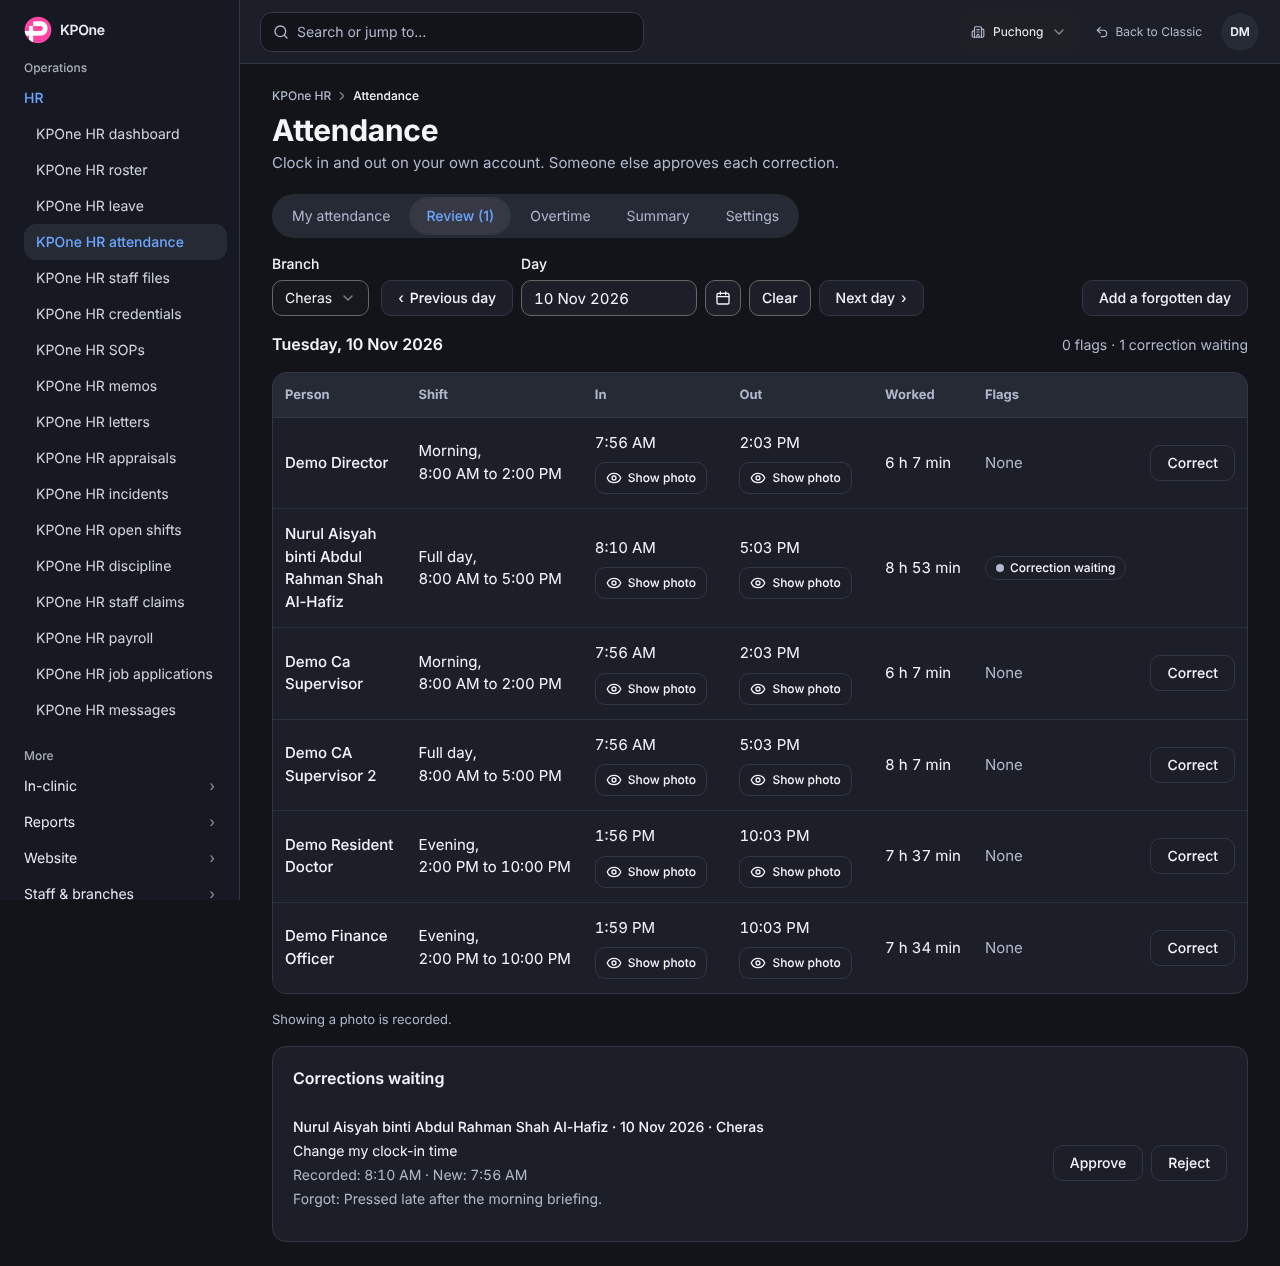 KPOne
Search or jump to...
Puchong
Back to Classic
DM
Operations
HR
KPOne HR dashboard
KPOne HR roster
KPOne HR leave
KPOne HR attendance
KPOne HR staff files
KPOne HR credentials
KPOne HR SOPs
KPOne HR memos
KPOne HR letters
KPOne HR appraisals
KPOne HR incidents
KPOne HR open shifts
KPOne HR discipline
KPOne HR staff claims
KPOne HR payroll
KPOne HR job applications
KPOne HR messages
More
In-clinic ›
Reports ›
Website ›
Staff & branches ›
KPOne HR › Attendance
Attendance
Clock in and out on your own account. Someone else approves each correction.
My attendance Review (1) Overtime Summary Settings
Branch Day
Cheras ‹ Previous day 10 Nov 2026 Clear Next day › Add a forgotten day
Tuesday, 10 Nov 2026 0 flags · 1 correction waiting
Person Shift In Out Worked Flags
Demo Director
Morning,
8:00 AM to 2:00 PM
7:56 AM
Show photo
2:03 PM
Show photo
6 h 7 min
None
Correct
Nurul Aisyah
binti Abdul
Rahman Shah
Al-Hafiz
Full day,
8:00 AM to 5:00 PM
8:10 AM
Show photo
5:03 PM
Show photo
8 h 53 min
Correction waiting
Demo Ca
Supervisor
Morning,
8:00 AM to 2:00 PM
7:56 AM
Show photo
2:03 PM
Show photo
6 h 7 min
None
Correct
Demo CA
Supervisor 2
Full day,
8:00 AM to 5:00 PM
7:56 AM
Show photo
5:03 PM
Show photo
8 h 7 min
None
Correct
Demo Resident
Doctor
Evening,
2:00 PM to 10:00 PM
1:56 PM
Show photo
10:03 PM
Show photo
7 h 37 min
None
Correct
Demo Finance
Officer
Evening,
2:00 PM to 10:00 PM
1:59 PM
Show photo
10:03 PM
Show photo
7 h 34 min
None
Correct
Showing a photo is recorded.
Corrections waiting
Nurul Aisyah binti Abdul Rahman Shah Al-Hafiz · 10 Nov 2026 · Cheras
Change my clock-in time
Recorded: 8:10 AM · New: 7:56 AM
Forgot: Pressed late after the morning briefing.
Approve Reject